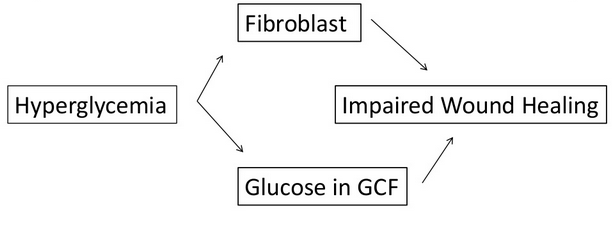 Fibroblast
Hyperglycemia
Impaired Wound Healing
Glucose in GCF